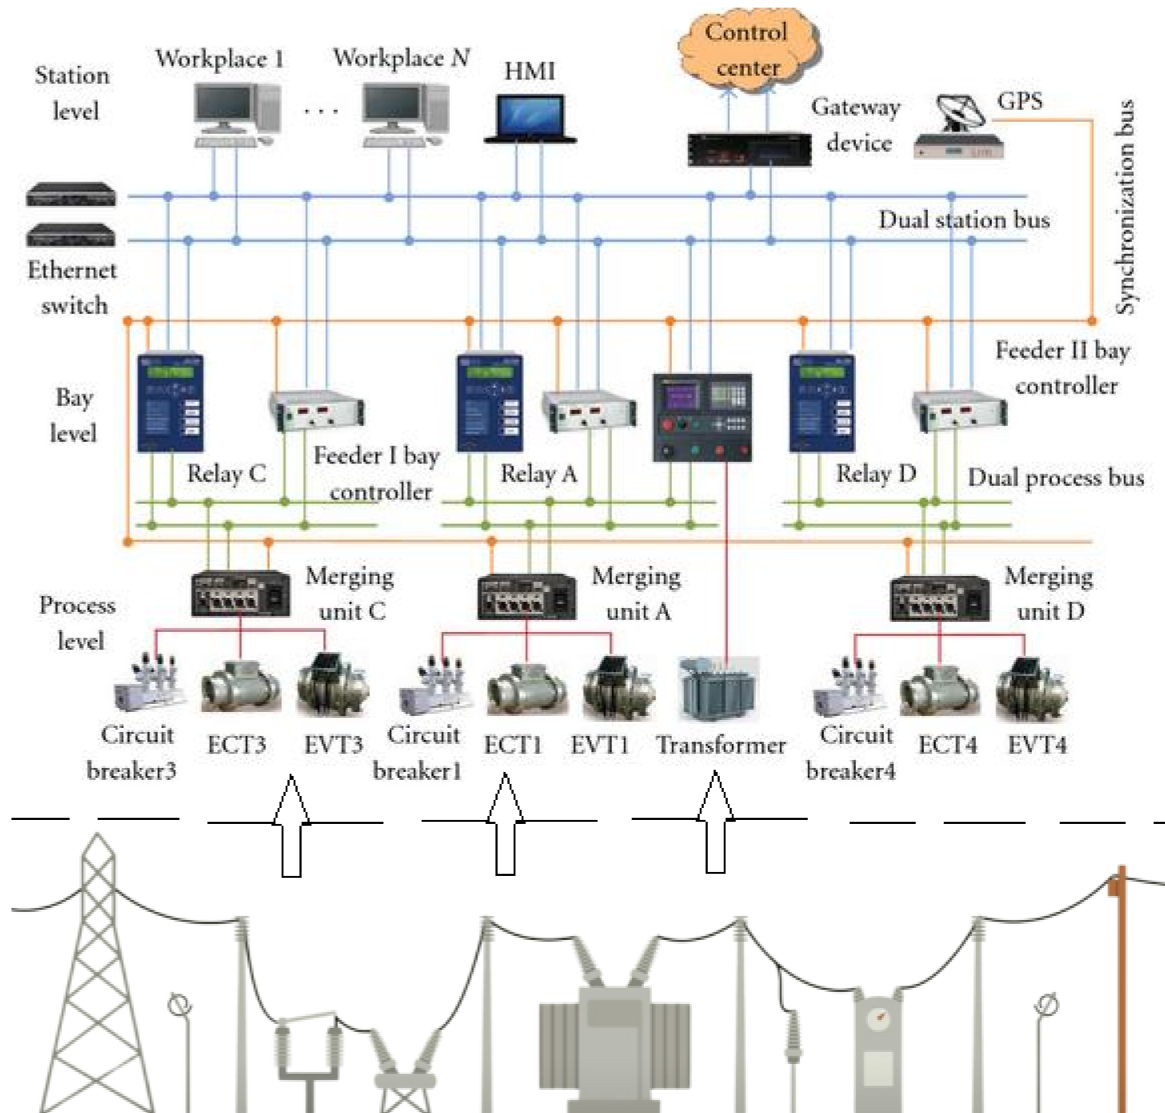 Station
level
Workplace 1
Workplace N
HMI
Control
center
Gateway
device
GPS
Synchronization bus
Dual station bus
Ethernet
switch
Bay
level
Relay C
Feeder I bay
controller
Relay A
Relay D
Feeder II bay
controller
Dual process bus
Process
level
Merging
unit C
Merging
unit A
Merging
unit D
Circuit
breaker3
ECT3
EVT3
Circuit
breaker1
ECT1
EVT1
Transformer
Circuit
breaker4
ECT4
EVT4